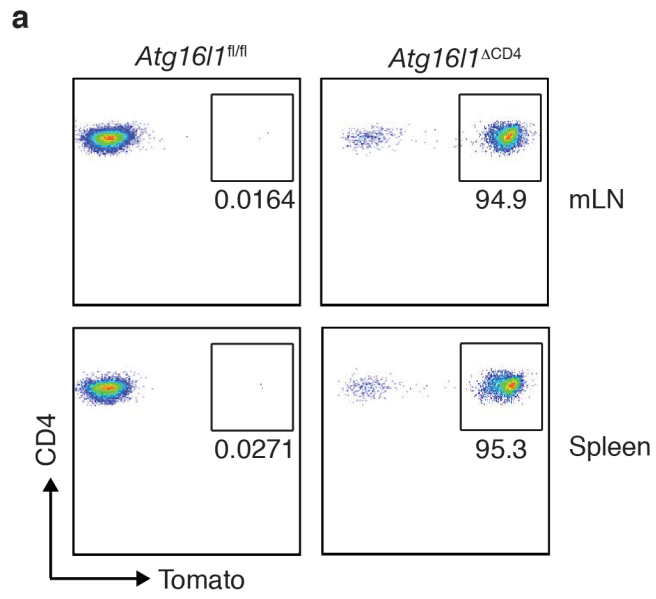 a
Atg16l1fl/fl
Atg16l1ΔCD4
0.0164
94.9
mLN
0.0271
95.3
Spleen
CD4
Tomato